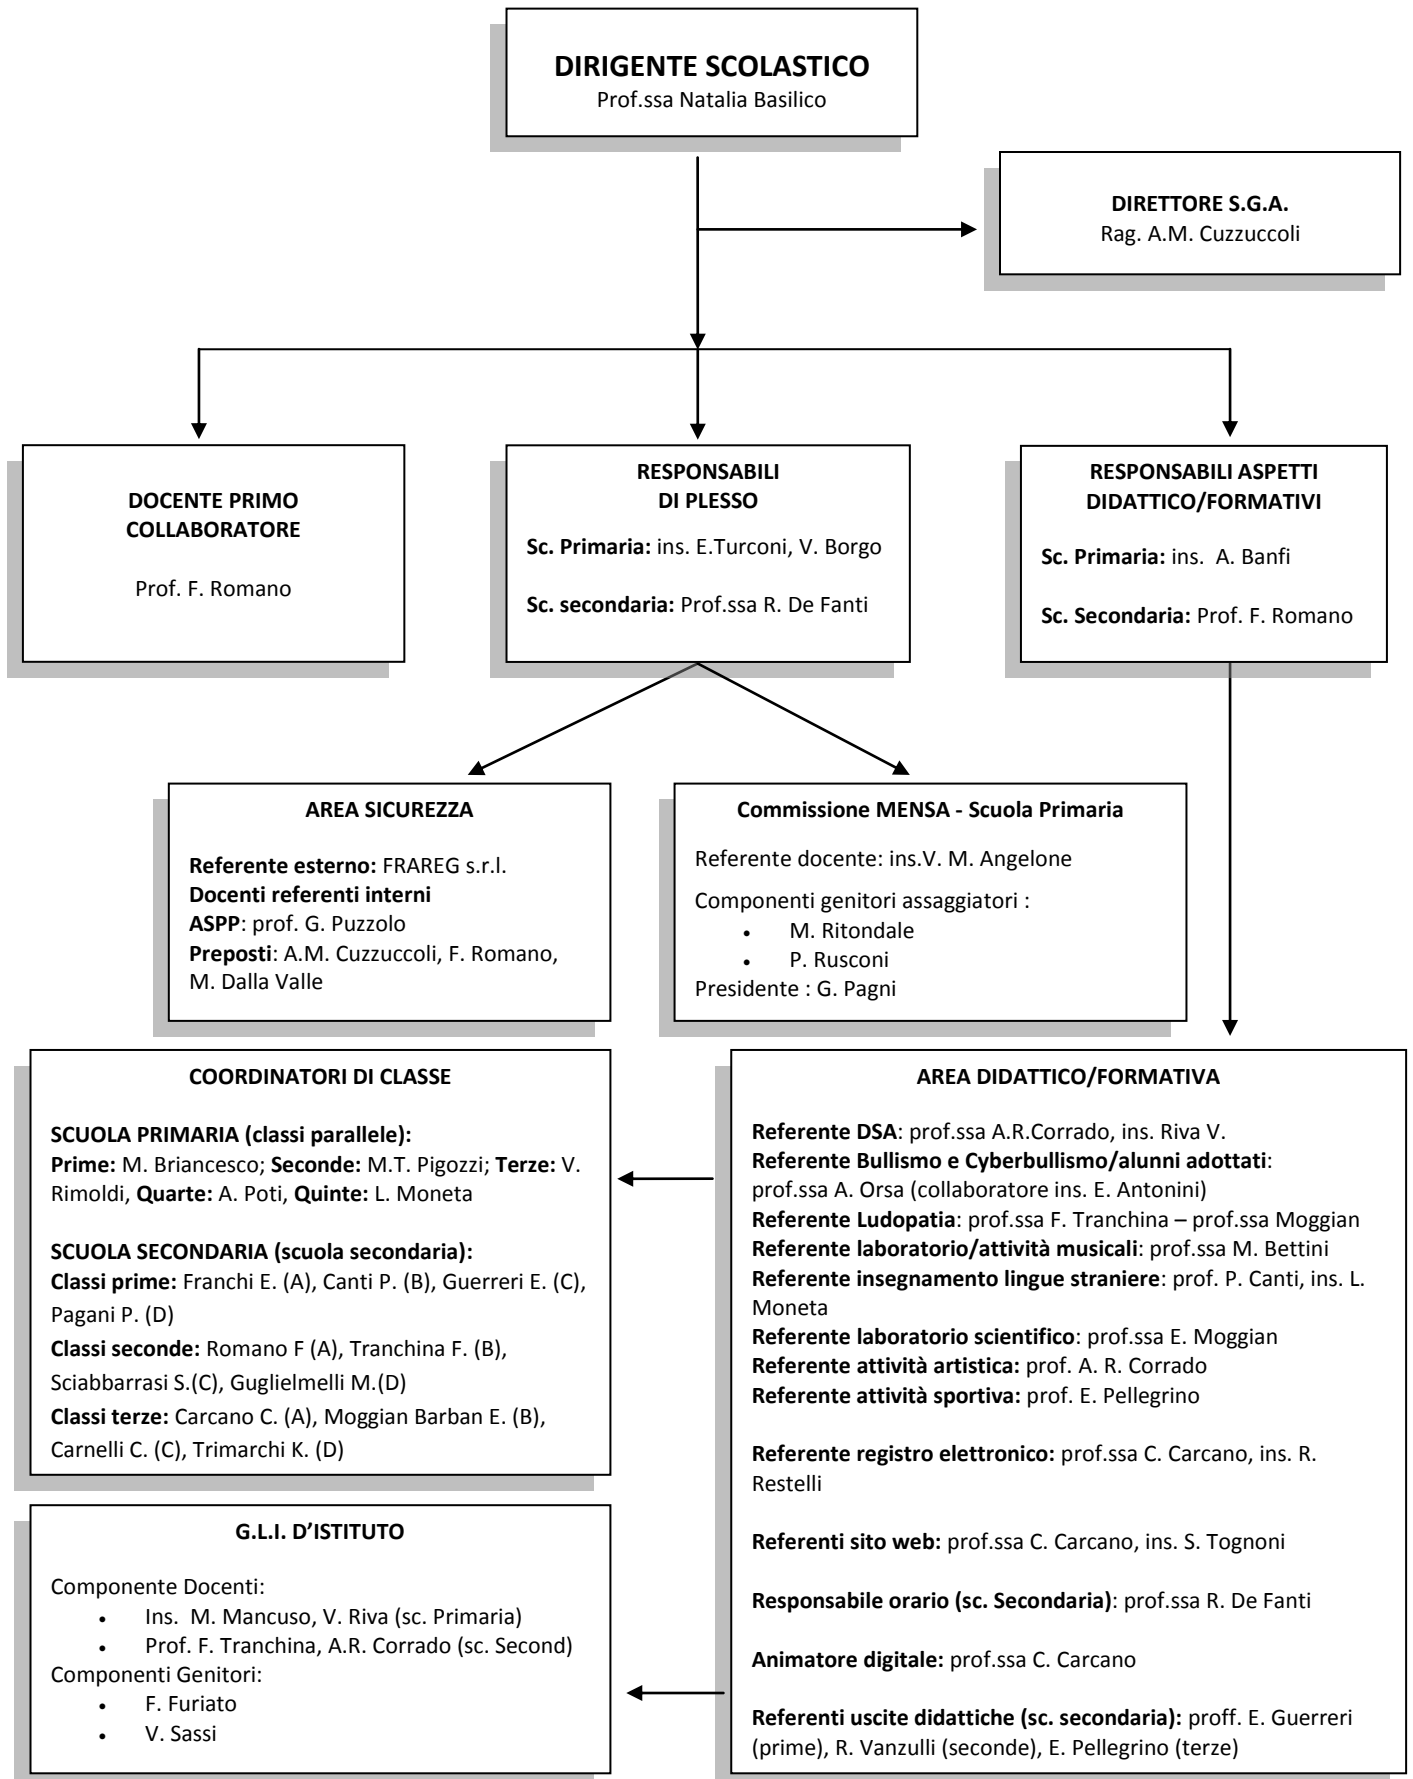 DIRIGENTE SCOLASTICO
Prof.ssa Natalia Basilico
DIRETTORE S.G.A.
Rag. A.M. Cuzzuccoli
DOCENTE PRIMO
COLLABORATORE
Prof. F. Romano
RESPONSABILI
DI PLESSO
Sc. Primaria: ins. E.Turconi, V. Borgo
Sc. secondaria: Prof.ssa R. De Fanti
RESPONSABILI ASPETTI
DIDATTICO/FORMATIVI
Sc. Primaria: ins.  A. Banfi
Sc. Secondaria: Prof. F. Romano
AREA SICUREZZA
Referente esterno: FRAREG s.r.l.
Docenti referenti interni
ASPP: prof. G. Puzzolo
Preposti: A.M. Cuzzuccoli, F. Romano,
M. Dalla Valle
Commissione MENSA - Scuola Primaria
Referente docente: ins.V. M. Angelone
Componenti genitori assaggiatori :
• M. Ritondale
• P. Rusconi
Presidente : G. Pagni
COORDINATORI DI CLASSE
SCUOLA PRIMARIA (classi parallele):
Prime: M. Briancesco; Seconde: M.T. Pigozzi; Terze: V.
Rimoldi, Quarte: A. Poti, Quinte: L. Moneta
SCUOLA SECONDARIA (scuola secondaria):
Classi prime: Franchi E. (A), Canti P. (B), Guerreri E. (C),
Pagani P. (D)
Classi seconde: Romano F (A), Tranchina F. (B),
Sciabbarrasi S.(C), Guglielmelli M.(D)
Classi terze: Carcano C. (A), Moggian Barban E. (B),
Carnelli C. (C), Trimarchi K. (D)
AREA DIDATTICO/FORMATIVA
Referente DSA: prof.ssa A.R.Corrado, ins. Riva V.
Referente Bullismo e Cyberbullismo/alunni adottati:
prof.ssa A. Orsa (collaboratore ins. E. Antonini)
Referente Ludopatia: prof.ssa F. Tranchina – prof.ssa Moggian
Referente laboratorio/attività musicali: prof.ssa M. Bettini
Referente insegnamento lingue straniere: prof. P. Canti, ins. L.
Moneta
Referente laboratorio scientifico: prof.ssa E. Moggian
Referente attività artistica: prof. A. R. Corrado
Referente attività sportiva: prof. E. Pellegrino
Referente registro elettronico: prof.ssa C. Carcano, ins. R.
Restelli
Referenti sito web: prof.ssa C. Carcano, ins. S. Tognoni
Responsabile orario (sc. Secondaria): prof.ssa R. De Fanti
Animatore digitale: prof.ssa C. Carcano
Referenti uscite didattiche (sc. secondaria): proff. E. Guerreri
(prime), R. Vanzulli (seconde), E. Pellegrino (terze)
G.L.I. D’ISTITUTO
Componente Docenti:
• Ins.  M. Mancuso, V. Riva (sc. Primaria)
• Prof. F. Tranchina, A.R. Corrado (sc. Second)
Componenti Genitori:
• F. Furiato
• V. Sassi